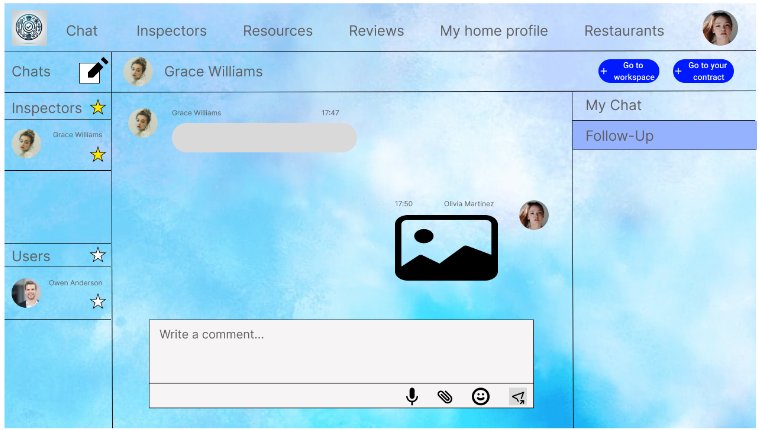 Chat
Inspectors
Resources
Reviews
My home profile
Restaurants
Chats
Grace Williams
+ Go to
workspace
+ Go to your
contract
Inspectors
Grace Williams
Users
Owen Anderson
Grace Williams
17:47
17:50
Olivia Martinez
Write a comment...
My Chat
Follow-Up